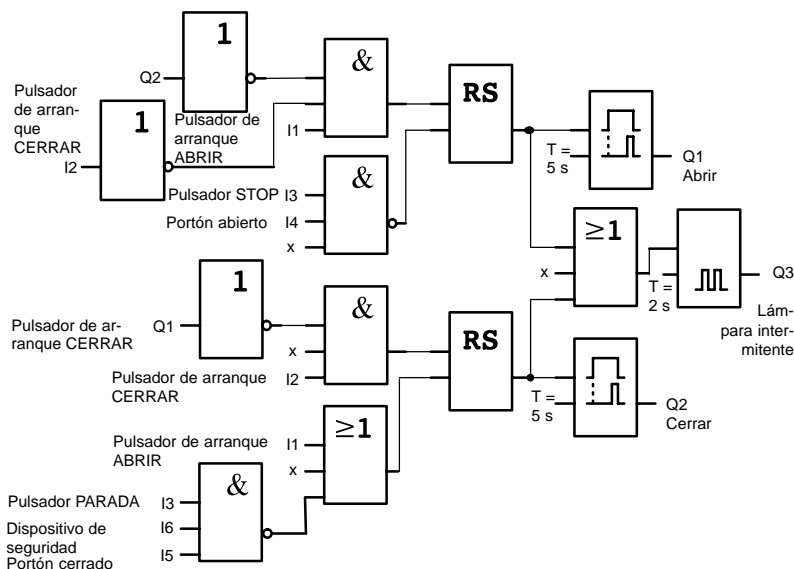 1
Q2
&
Pulsador
de arran-
que
CERRAR
1
Pulsador de
arranque
ABRIR
I1
I2
RS
T =
5 s
Q1
Abrir
&
Pulsador STOP I3
Portón abierto I4
x
≥1
x
T =
2 s
Q3
Lám-
para inter-
mitente
1
Pulsador de ar-
ranque CERRAR
Q1
&
x
Pulsador de arranque
CERRAR
I2
RS
T =
5 s
Q2
Cerrar
≥1
Pulsador de arranque
ABRIR
I1
x
&
Pulsador PARADA I3
Dispositivo de
seguridad
I6
Portón cerrado
I5